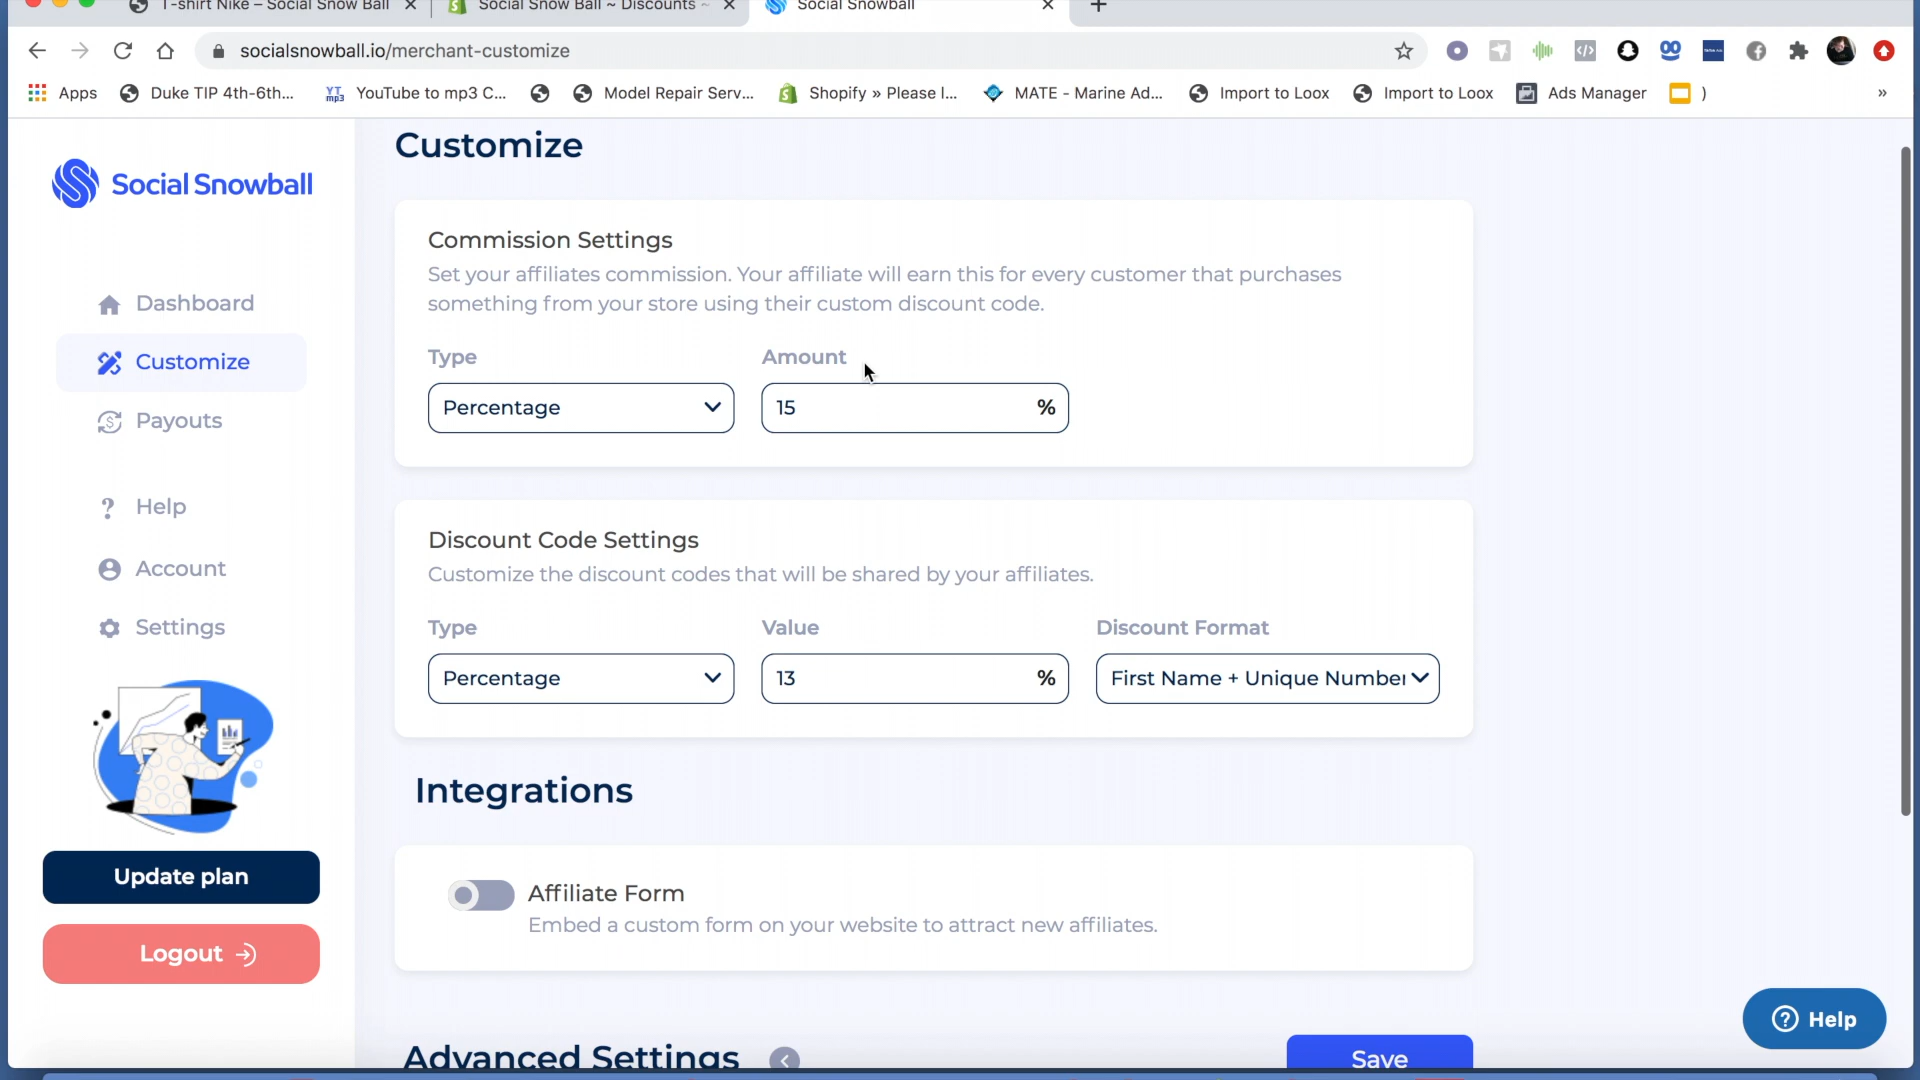 T-shirt Nike – Social Snow Ball
Social Snow Ball ~ Discounts ~
Social Snowball
socialsnowball.io/merchant-customize
Apps
Duke TIP 4th-6th...
YT mp3
YouTube to mp3 C...
Model Repair Serv...
Shopify » Please l...
MATE - Marine Ad...
Import to Loox
Import to Loox
Ads Manager
)
»
Social Snowball
Dashboard
Customize
Payouts
Help
Account
Settings
Update plan
Logout
Customize
Commission Settings
Set your affiliates commission. Your affiliate will earn this for every customer that purchases
something from your store using their custom discount code.
Type
Amount
Percentage
15
%
Discount Code Settings
Customize the discount codes that will be shared by your affiliates.
Type
Value
Discount Format
Percentage
13
%
First Name + Unique Number
Integrations
Affiliate Form
Embed a custom form on your website to attract new affiliates.
Advanced Settings
Save
Help